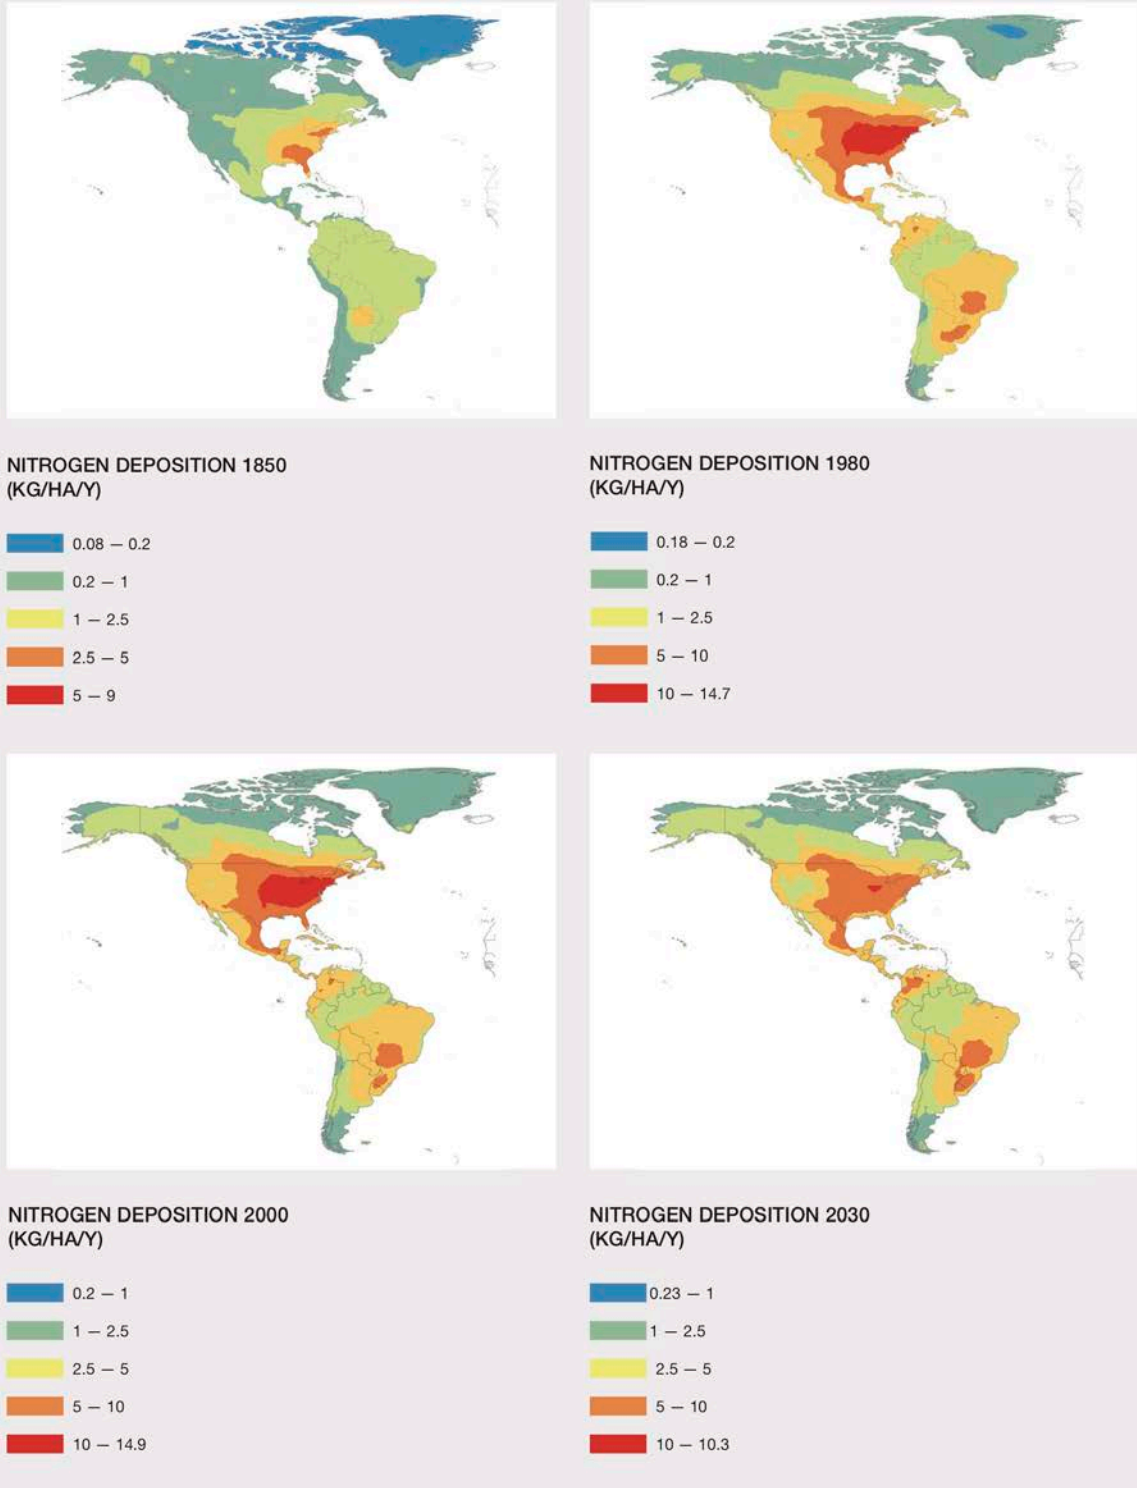 NITROGEN DEPOSITION 1850
(KG/HA/Y)
0.08 — 0.2
0.2 — 1
1 — 2.5
2.5 — 5
5 — 9
NITROGEN DEPOSITION 1980
(KG/HA/Y)
0.18 — 0.2
0.2 — 1
1 — 2.5
5 — 10
10 — 14.7
NITROGEN DEPOSITION 2000
(KG/HA/Y)
0.2 — 1
1 — 2.5
2.5 — 5
5 — 10
10 — 14.9
NITROGEN DEPOSITION 2030
(KG/HA/Y)
0.23 — 1
1 — 2.5
2.5 — 5
5 — 10
10 — 10.3